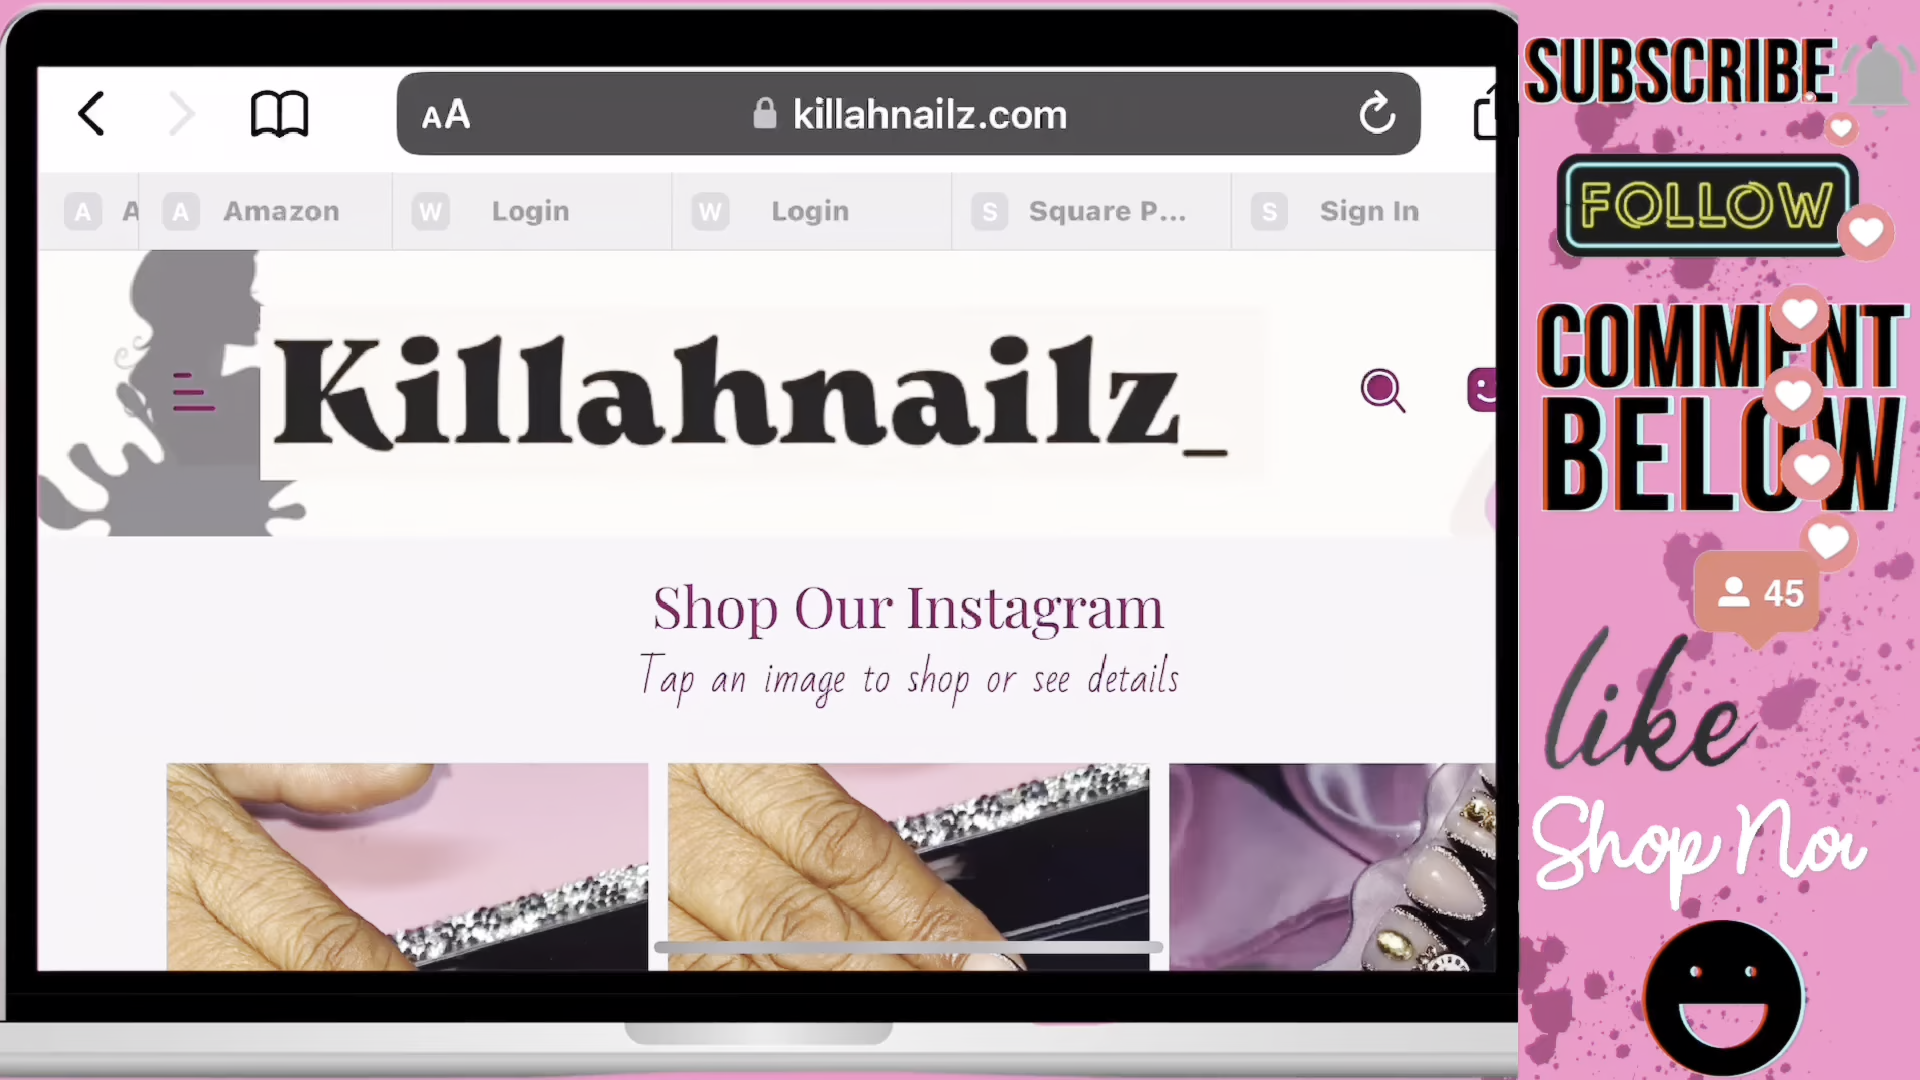 AA killahnailz.com
A A A Amazon W Login W Login S Square P... S Sign In
Killahnailz_
Shop Our Instagram
Tap an image to shop or see details
SUBSCRIBE
FOLLOW
COMMENT
BELOW
45
like
Shop No